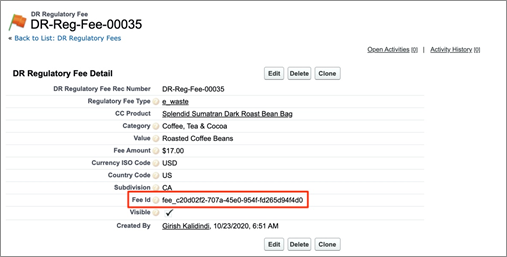 DR Regulatory Fee
DR-Reg-Fee-00035
« Back to List: DR Regulatory Fees
Open Activities [0] | Activity History [0]
DR Regulatory Fee Detail Edit Delete Clone
DR Regulatory Fee Rec Number DR-Reg-Fee-00035
Regulatory Fee Type e_waste
CC Product Splendid Sumatran Dark Roast Bean Bag
Category Coffee, Tea & Cocoa
Value Roasted Coffee Beans
Fee Amount $17.00
Currency ISO Code USD
Country Code US
Subdivision CA
Fee Id fee_c20d02f2-707a-45e0-954f-fd265d94f4d0
Visible ✓
Created By Girish Kalidindi, 10/23/2020, 6:51 AM
Edit Delete Clone